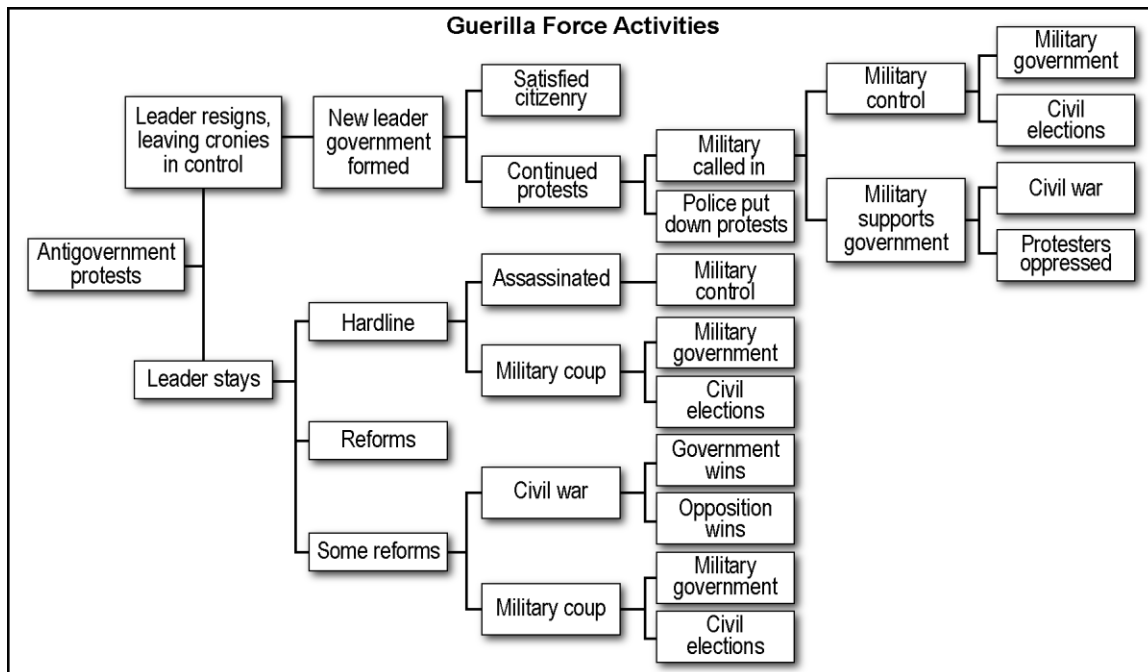 Guerilla Force Activities
Antigovernment
protests
Leader resigns,
leaving cronies
in control
New leader
government
formed
Satisfied
citizenry
Continued
protests
Military
called in
Police put
down protests
Military
control
Military
government
Civil
elections
Military
supports
government
Civil war
Protesters
oppressed
Leader stays
Hardline
Assassinated
Military
control
Military coup
Military
government
Civil
elections
Reforms
Some reforms
Civil war
Government
wins
Opposition
wins
Military coup
Military
government
Civil
elections